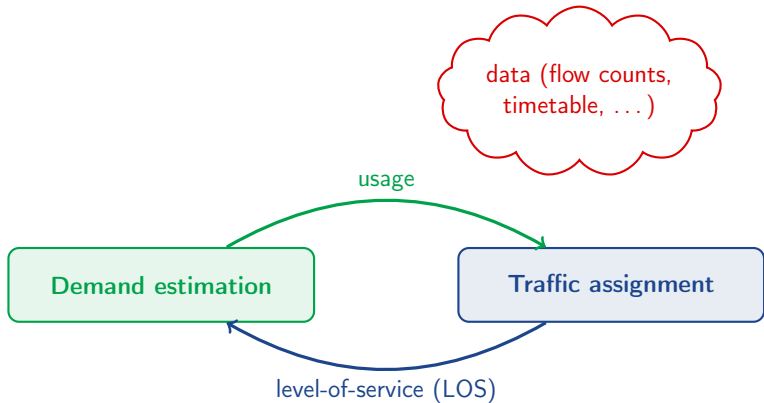 data (flow counts,
timetable, . . . )
usage
Demand estimation
Traffic assignment
level-of-service (LOS)